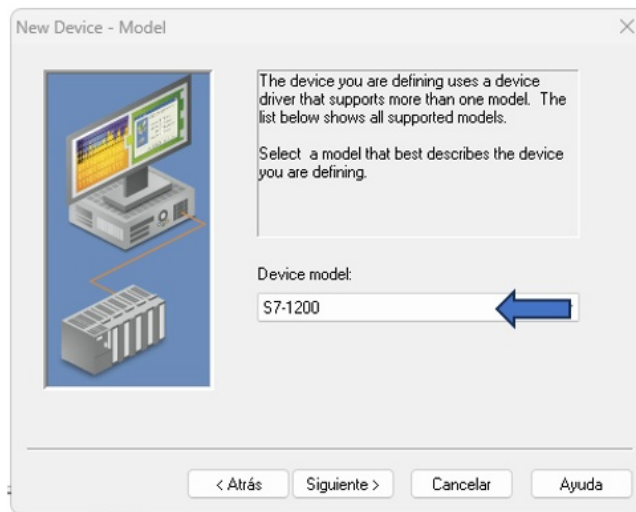 New Device - Model
The device you are defining uses a device
driver that supports more than one model. The
list below shows all supported models.
Select a model that best describes the device
you are defining.
Device model:
S7-1200
< Atrás
Siguiente >
Cancelar
Ayuda